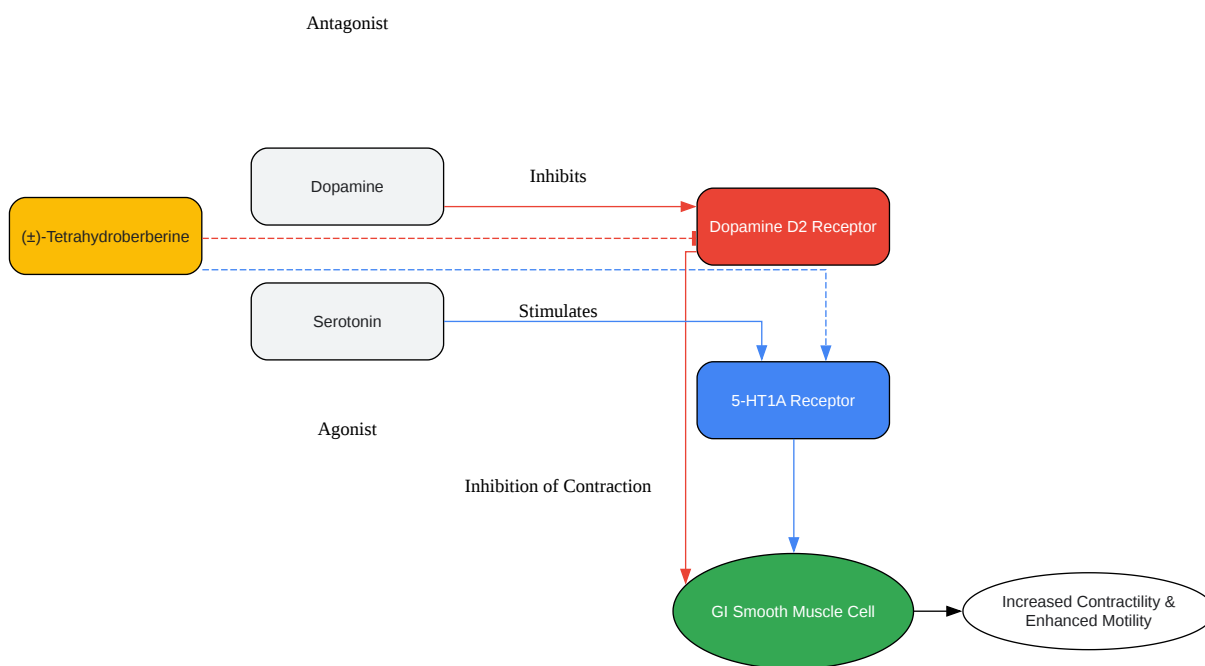 Antagonist
Dopamine
Inhibits
(±)-Tetrahydroberberine
Dopamine D2 Receptor
Serotonin
Stimulates
5-HT1A Receptor
Agonist
Inhibition of Contraction
GI Smooth Muscle Cell
Increased Contractility &
Enhanced Motility